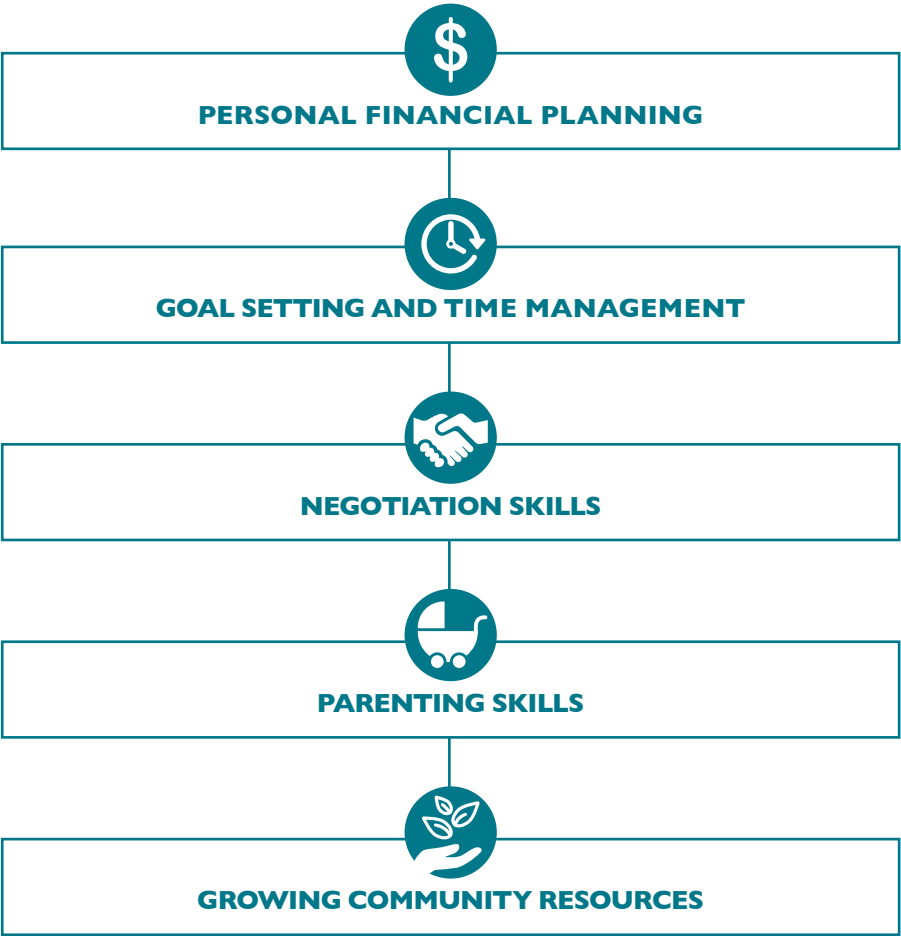 $
PERSONAL FINANCIAL PLANNING
GOAL SETTING AND TIME MANAGEMENT
NEGOTIATION SKILLS
PARENTING SKILLS
GROWING COMMUNITY RESOURCES